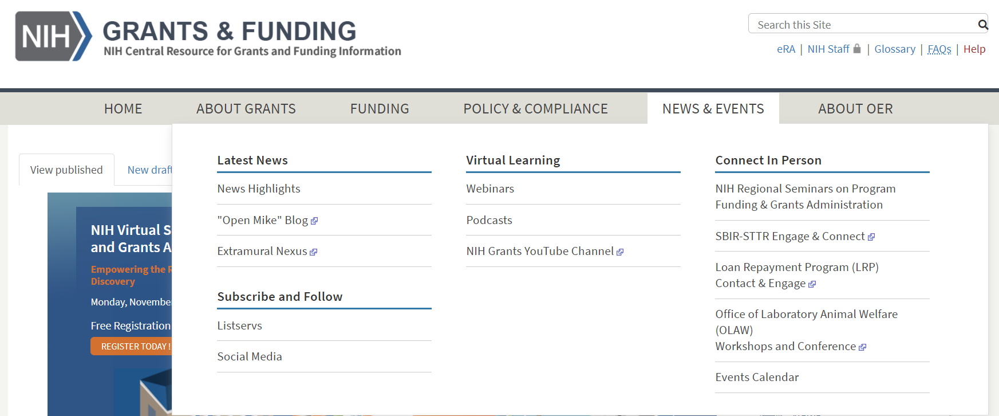 NIH
GRANTS & FUNDING
NIH Central Resource for Grants and Funding Information
Search this Site
eRA | NIH Staff | Glossary | FAQs | Help
HOME ABOUT GRANTS FUNDING POLICY & COMPLIANCE NEWS & EVENTS ABOUT OER
View published New draft
NIH Virtual S
and Grants A
Empowering the R
Discovery
Monday, November
Free Registration
REGISTER TODAY !
Latest News
News Highlights
"Open Mike" Blog
Extramural Nexus
Subscribe and Follow
Listservs
Social Media
Virtual Learning
Webinars
Podcasts
NIH Grants YouTube Channel
Connect In Person
NIH Regional Seminars on Program
Funding & Grants Administration
SBIR-STTR Engage & Connect
Loan Repayment Program (LRP)
Contact & Engage
Office of Laboratory Animal Welfare
(OLAW)
Workshops and Conference
Events Calendar